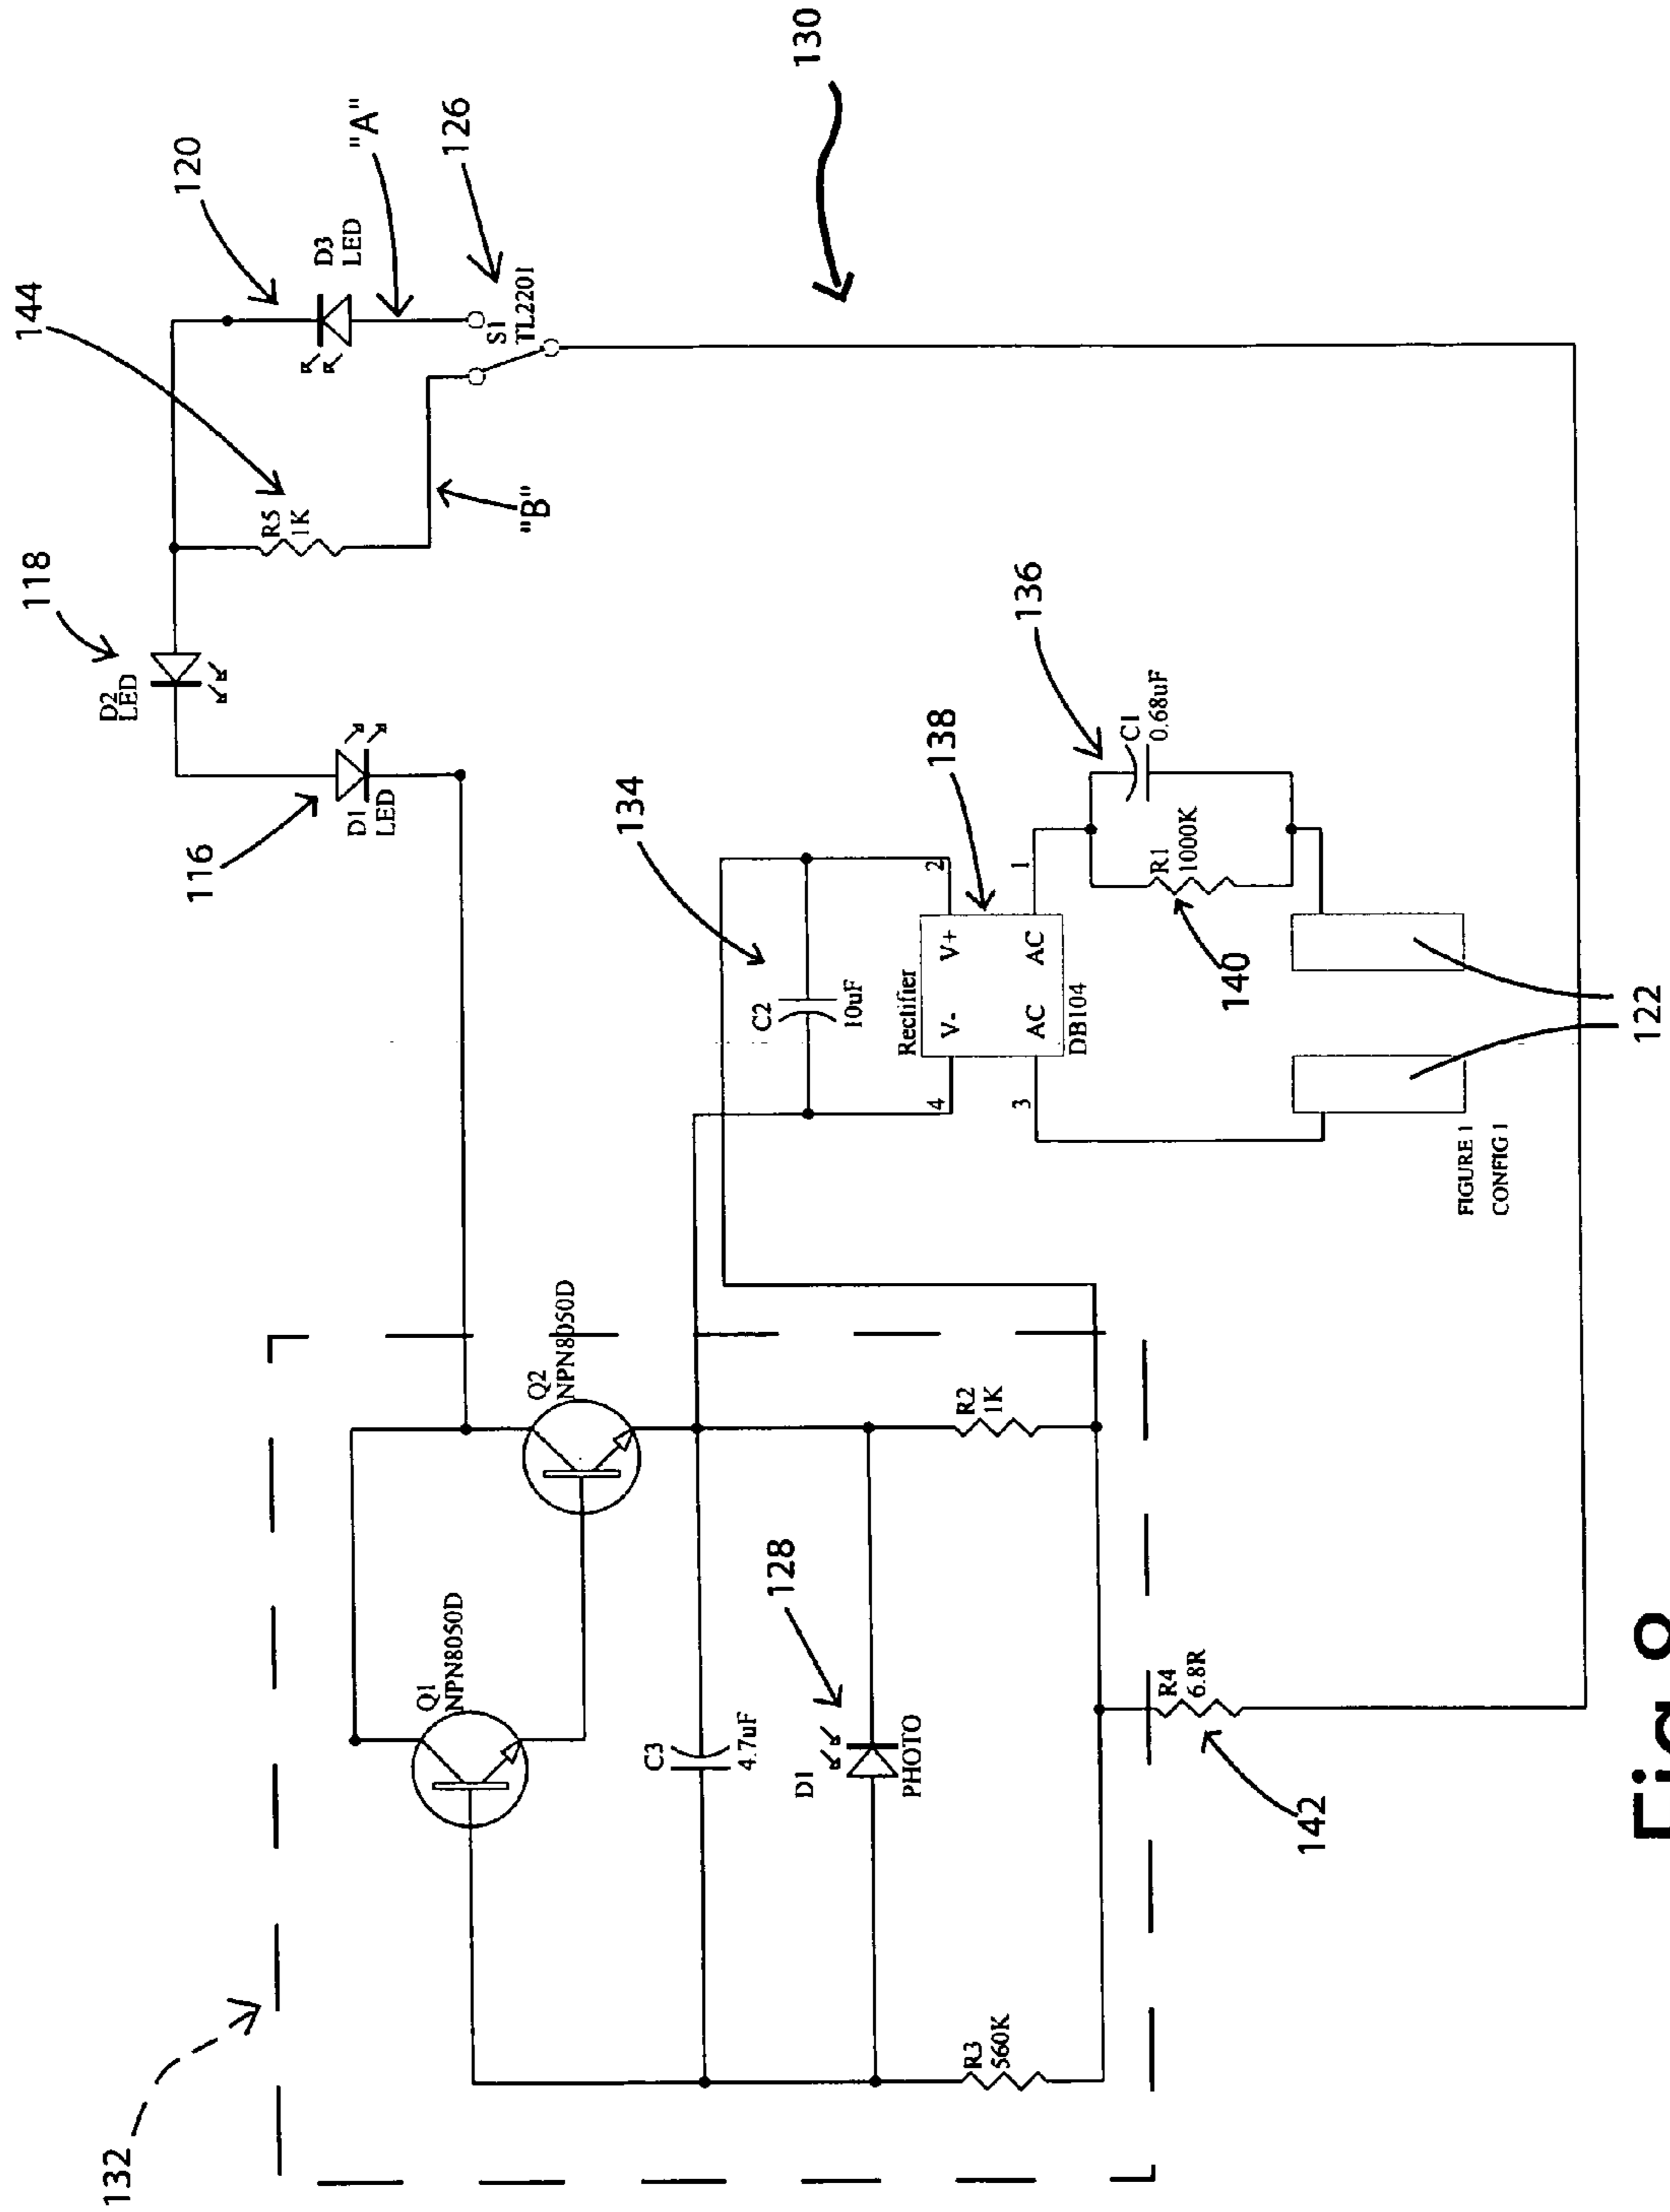 132
144
118
120
116
D2
LED
R5
1K
D3
LED
"A"
D1
LED
126
Q1
NPN8050D
Q2
NPN8050D
"B"
S1
TL2201
134
C3
4.7uF
C2
10uF
128
D1
PHOTO
130
Rectifier
4
V-
V+
2
138
136
3
AC
AC
1
DB104
R3
560K
R2
1K
C1
0.68uF
R1
1000K
140
R4
6.8R
142
FIGURE 1
CONFIG 1
122
Fig